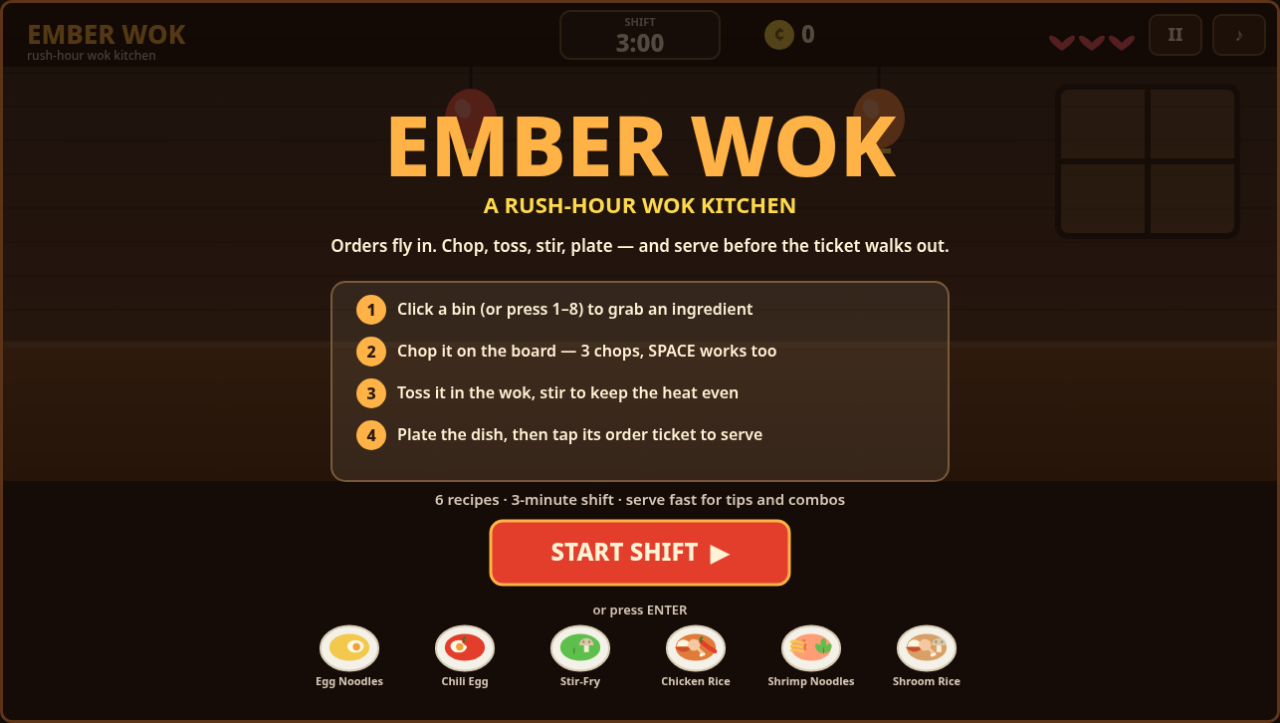 EMBER WOK
rush-hour wok kitchen
SHIFT
3:00
¢ 0
II
♪
EMBER WOK
A RUSH-HOUR WOK KITCHEN
Orders fly in. Chop, toss, stir, plate — and serve before the ticket walks out.
1 Click a bin (or press 1–8) to grab an ingredient
2 Chop it on the board — 3 chops, SPACE works too
3 Toss it in the wok, stir to keep the heat even
4 Plate the dish, then tap its order ticket to serve
6 recipes · 3-minute shift · serve fast for tips and combos
START SHIFT ▶
or press ENTER
Egg Noodles
Chili Egg
Stir-Fry
Chicken Rice
Shrimp Noodles
Shroom Rice